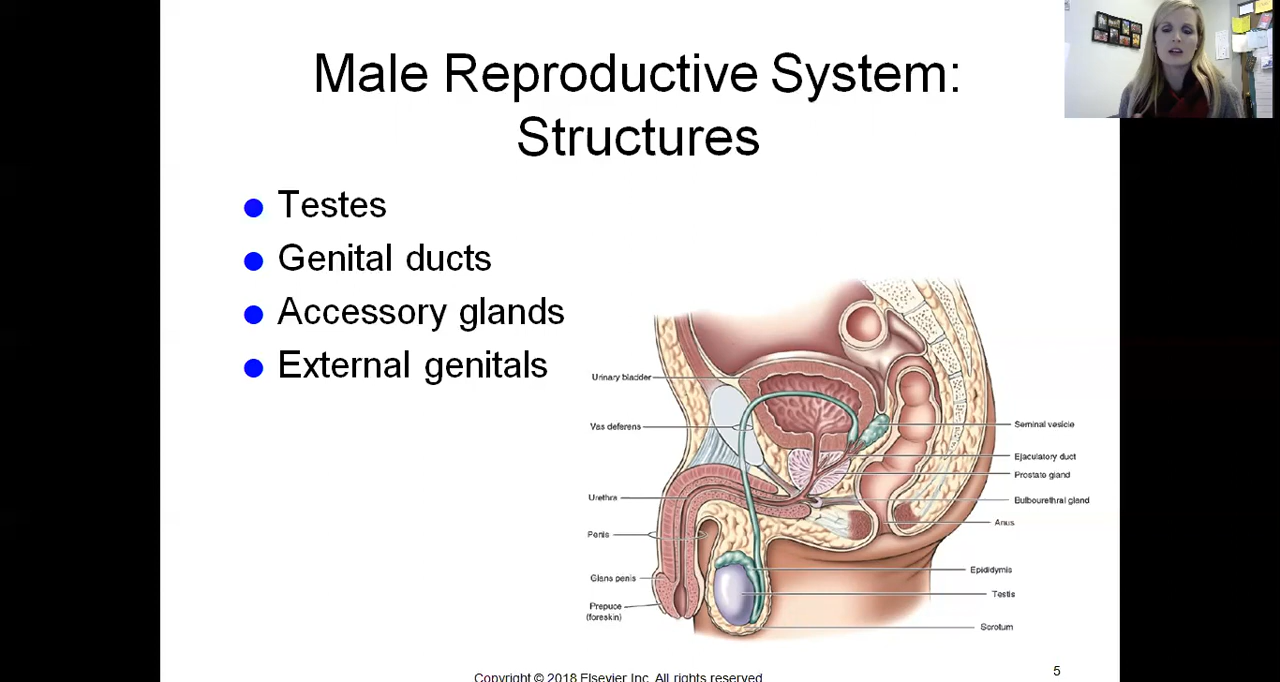 Male Reproductive System:
Structures
● Testes
● Genital ducts
● Accessory glands
● External genitals
Urinary bladder
Vas deferens
Urethra
Penis
Glans penis
Prepuce
(foreskin)
Seminal vesicle
Ejaculatory duct
Prostate gland
Bulbourethral gland
Anus
Epididymis
Testis
Scrotum
Copyright © 2018 Elsevier Inc. All rights reserved
5